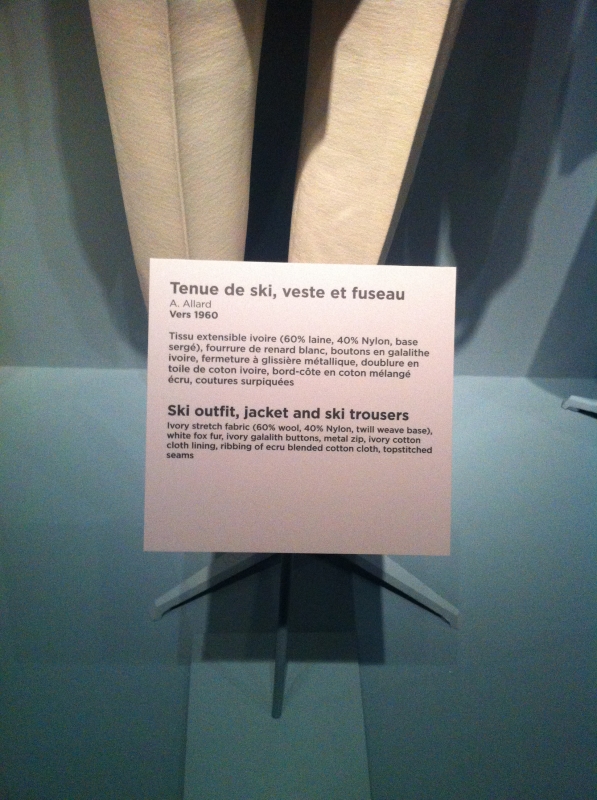 Tenue de ski, veste et fuseau
A. Allard
Vers 1960
Tissu extensible ivoire (60% laine, 40% Nylon, base
sergé), fourrure de renard blanc, boutons en galalithe
ivoire, fermeture à glissière métallique, doublure en
toile de coton ivoire, bord-côte en coton mélangé
écru, coutures surpiquées
Ski outfit, jacket and ski trousers
Ivory stretch fabric (60% wool, 40% Nylon, twill weave base),
white fox fur, ivory galalith buttons, metal zip, ivory cotton
cloth lining, ribbing of ecru blended cotton cloth, topstitched
seams